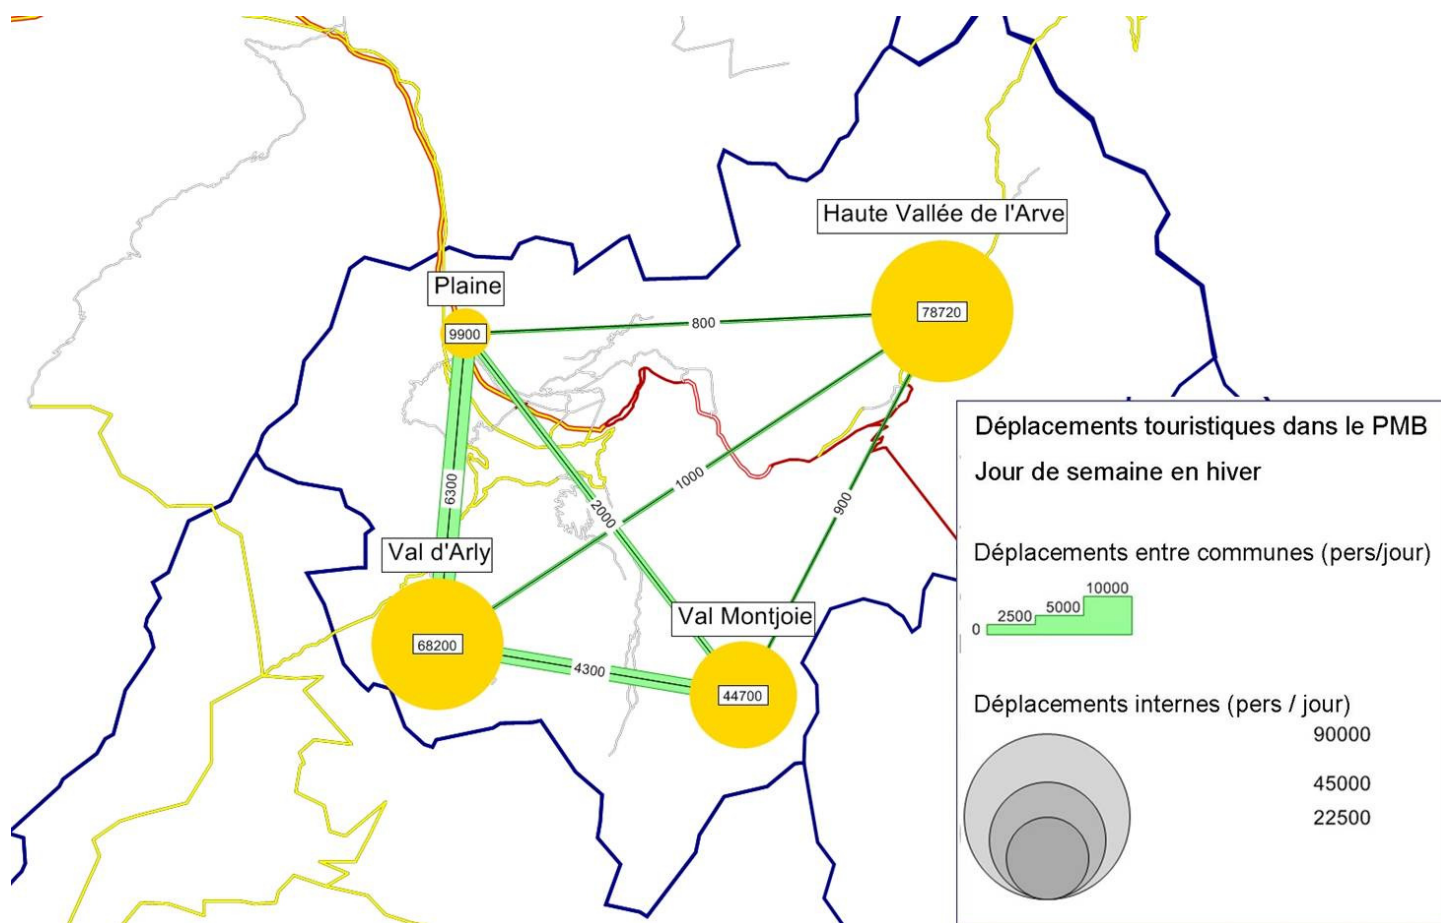 Haute Vallée de l'Arve
Plaine
78720
9900
800
Déplacements touristiques dans le PMB
Jour de semaine en hiver
1000
6300
900
2000
Val d'Arly
Déplacements entre communes (pers/jour)
10000
5000
2500
0
Val Montjoie
68200
4300
44700
Déplacements internes (pers / jour)
90000
45000
22500